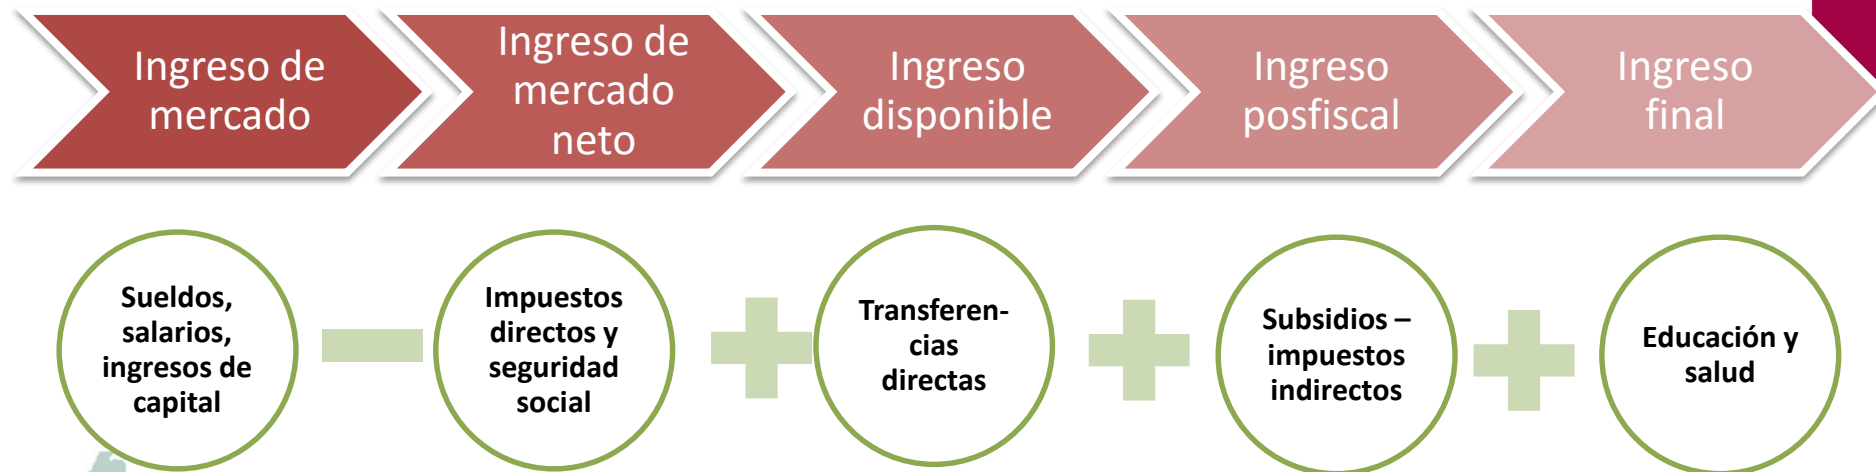 Ingreso de
mercado
Ingreso de
mercado
neto
Ingreso
disponible
Ingreso
posfiscal
Ingreso
final
Sueldos,
salarios,
ingresos de
capital
Impuestos
directos y
seguridad
social
Transferen-
cias
directas
Subsidios –
impuestos
indirectos
Educación y
salud